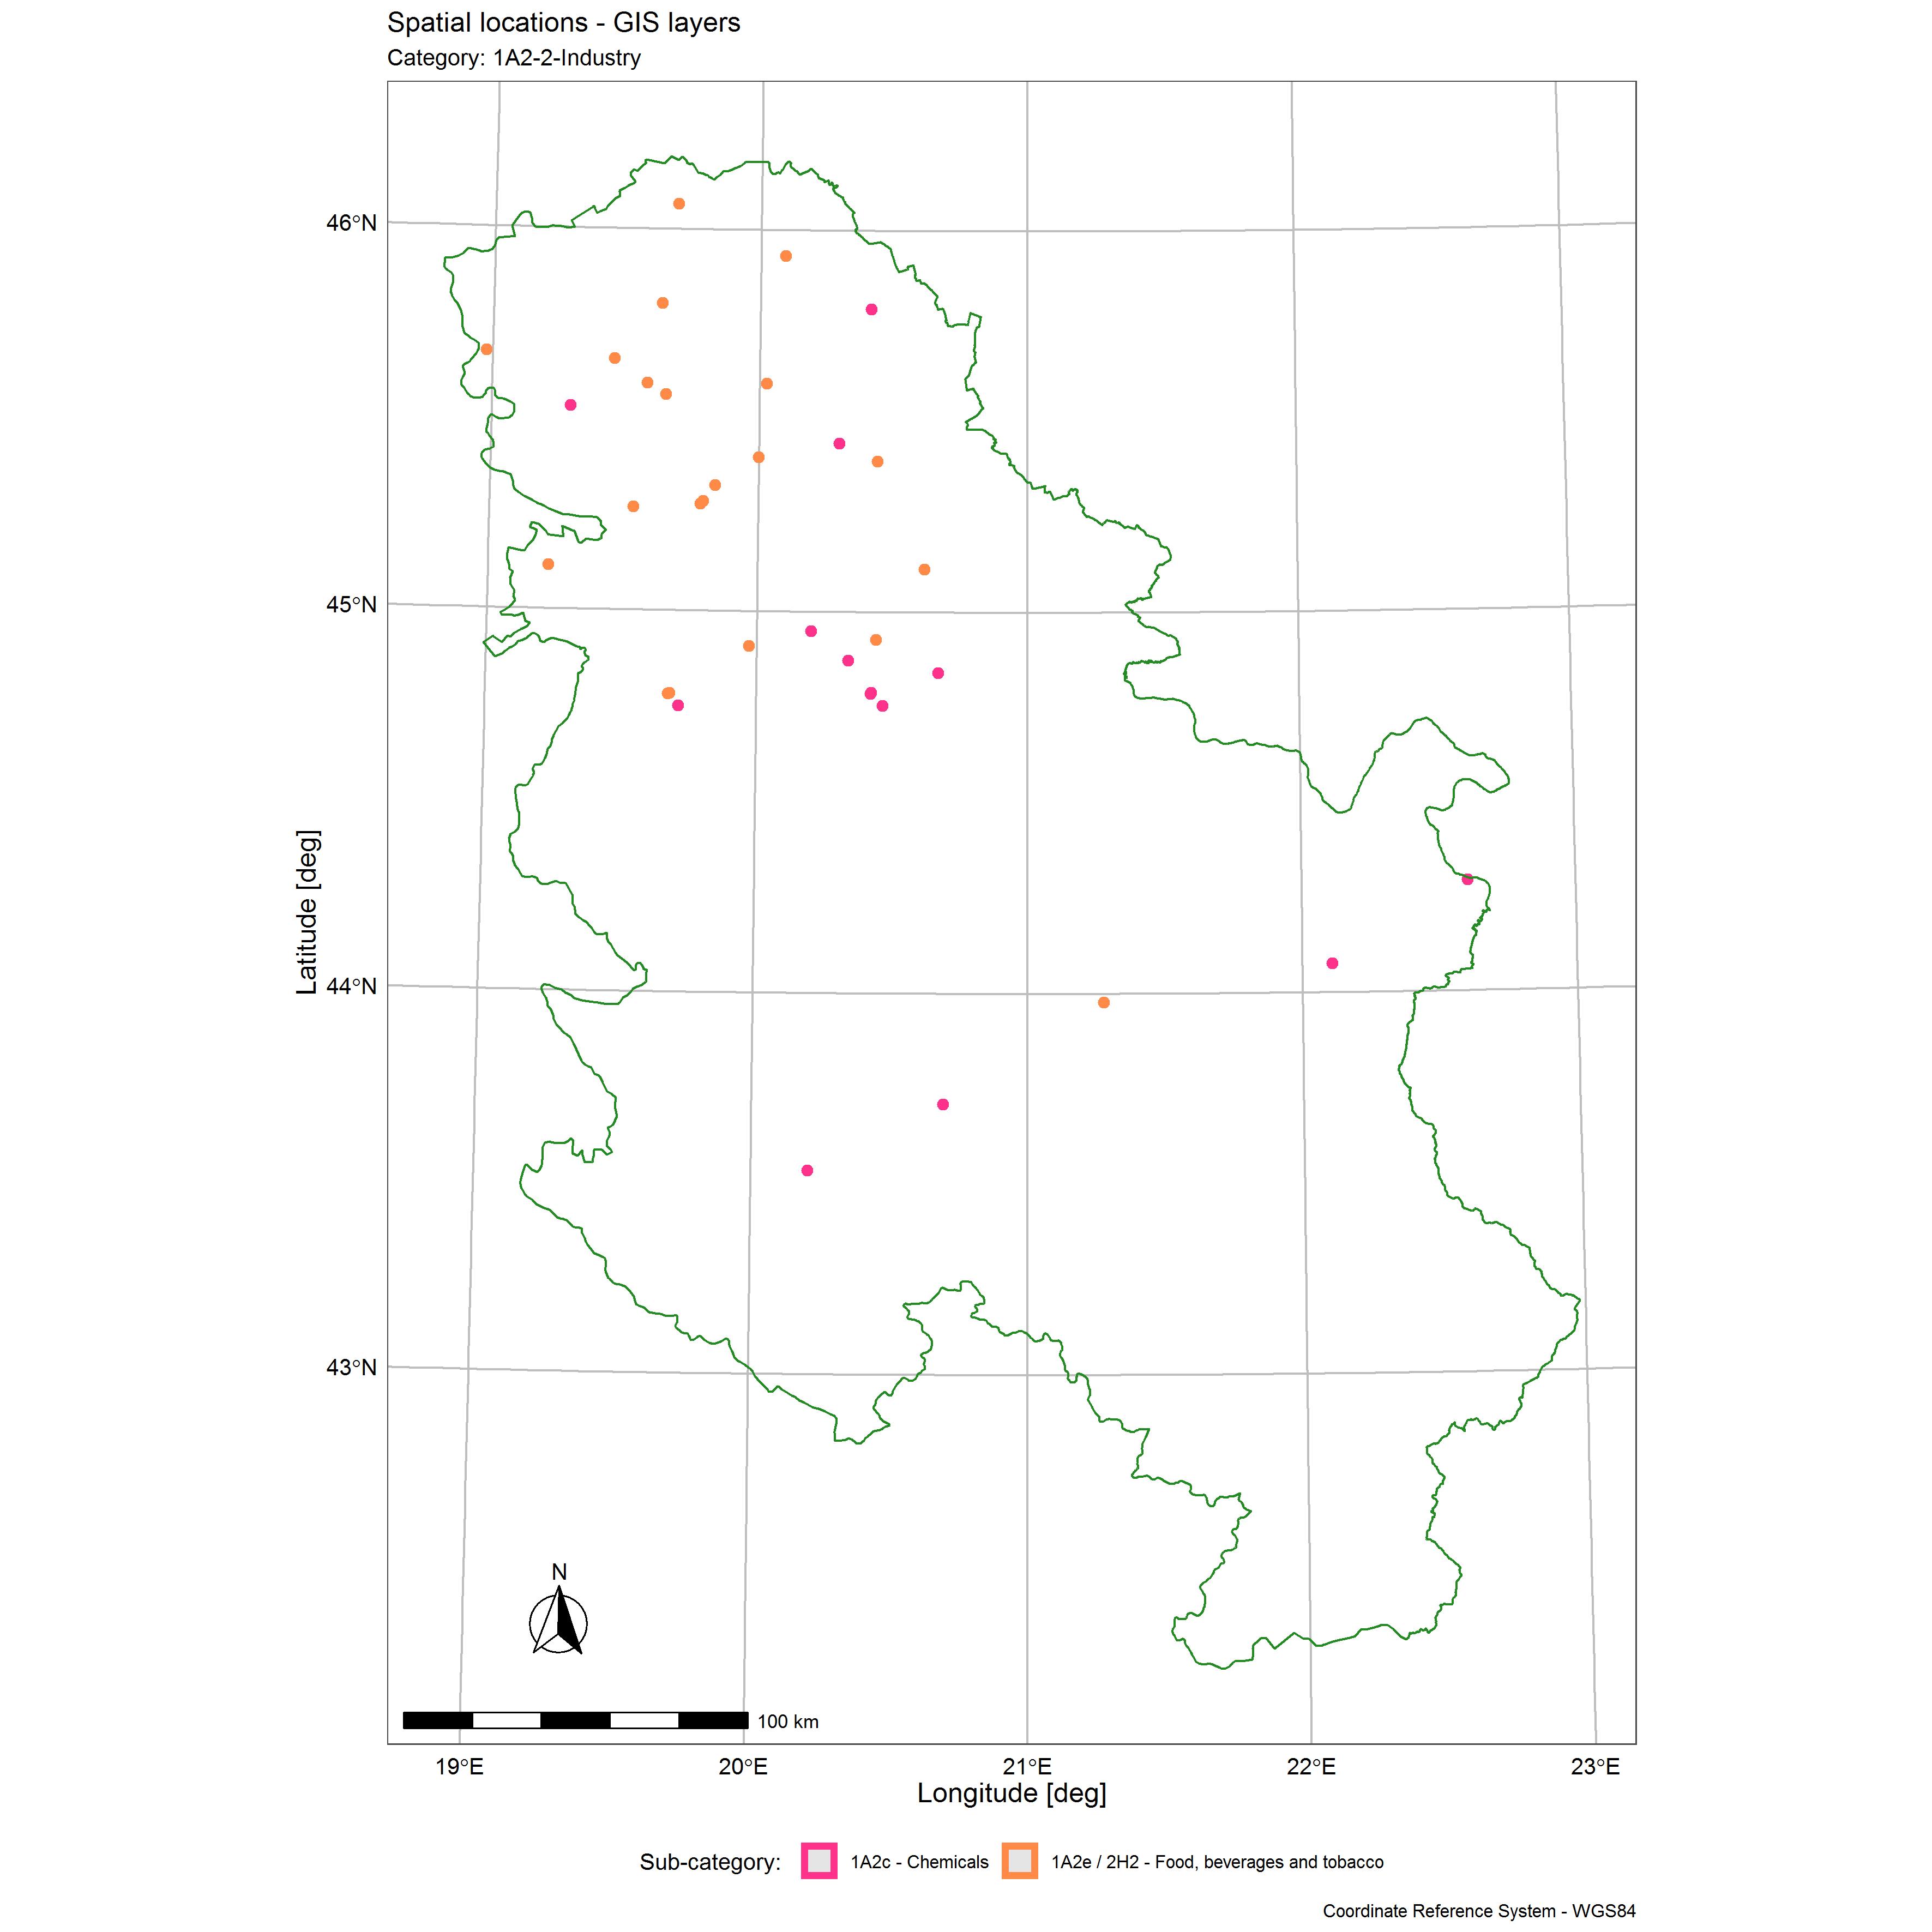 Spatial locations - GIS layers
Category: 1A2-2-Industry
46°N
45°N
44°N
43°N
Latitude [deg]
N
100 km
19°E 20°E 21°E 22°E 23°E
Longitude [deg]
Sub-category: 1A2c - Chemicals 1A2e / 2H2 - Food, beverages and tobacco
Coordinate Reference System - WGS84